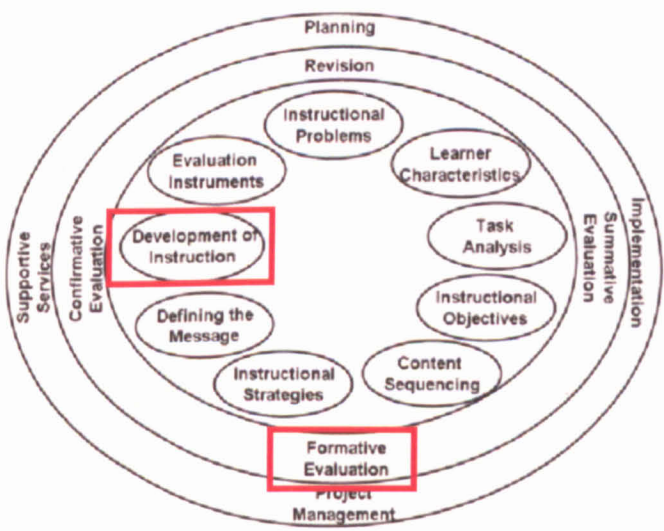 Planning
Revision
Instructional
Problems
Evaluation
Instruments
Learner
Characteristics
Development of
Instruction
Task
Analysis
Supportive
Services
Confirmative
Evaluation
Summative
Evaluation
Implementation
Defining the
Message
Instructional
Objectives
Instructional
Strategies
Content
Sequencing
Formative
Evaluation
Project
Management